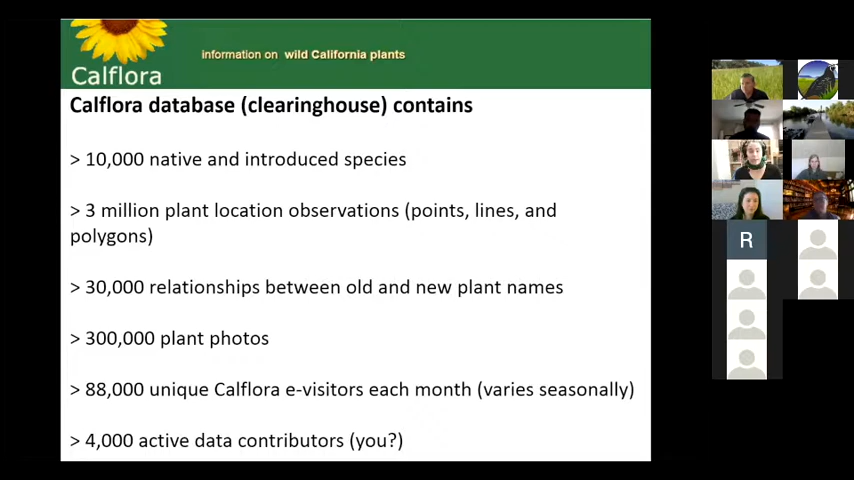 information on wild California plants
Calflora
Calflora database (clearinghouse) contains
> 10,000 native and introduced species
> 3 million plant location observations (points, lines, and
polygons)
> 30,000 relationships between old and new plant names
> 300,000 plant photos
> 88,000 unique Calflora e-visitors each month (varies seasonally)
> 4,000 active data contributors (you?)
R